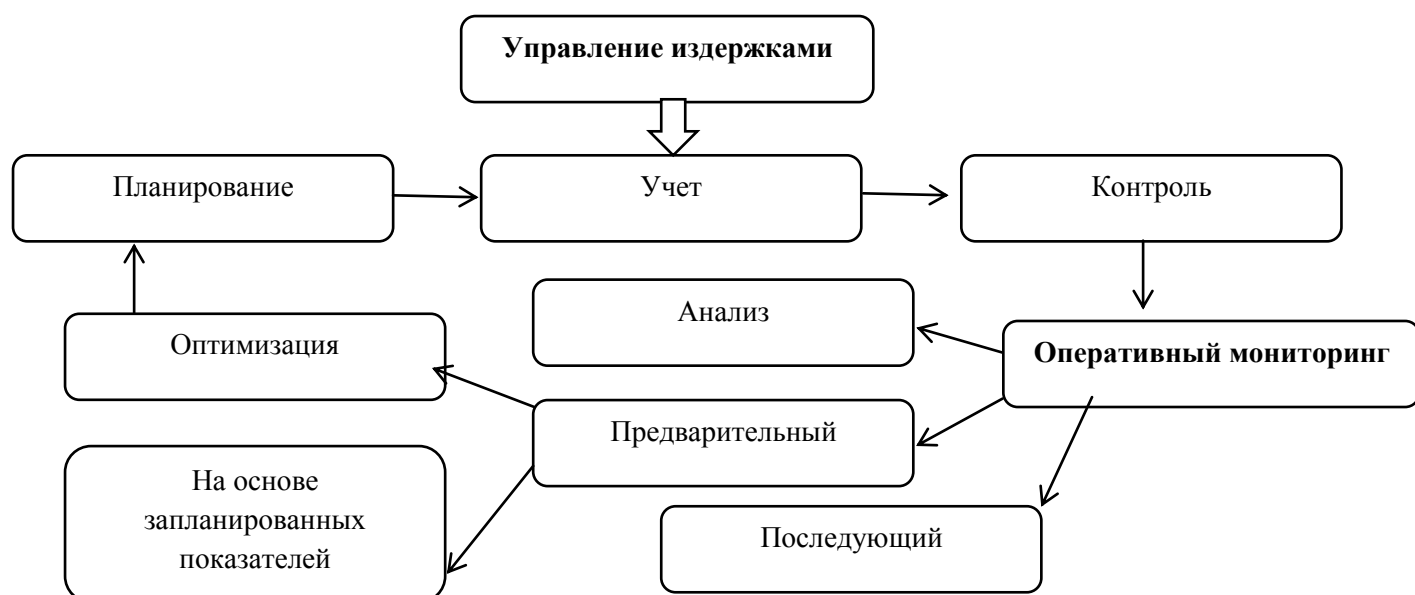 Управление издержками
Планирование
Учет
Контроль
Анализ
Оптимизация
Оперативный мониторинг
Предварительный
На основе
запланированных
показателей
Последующий